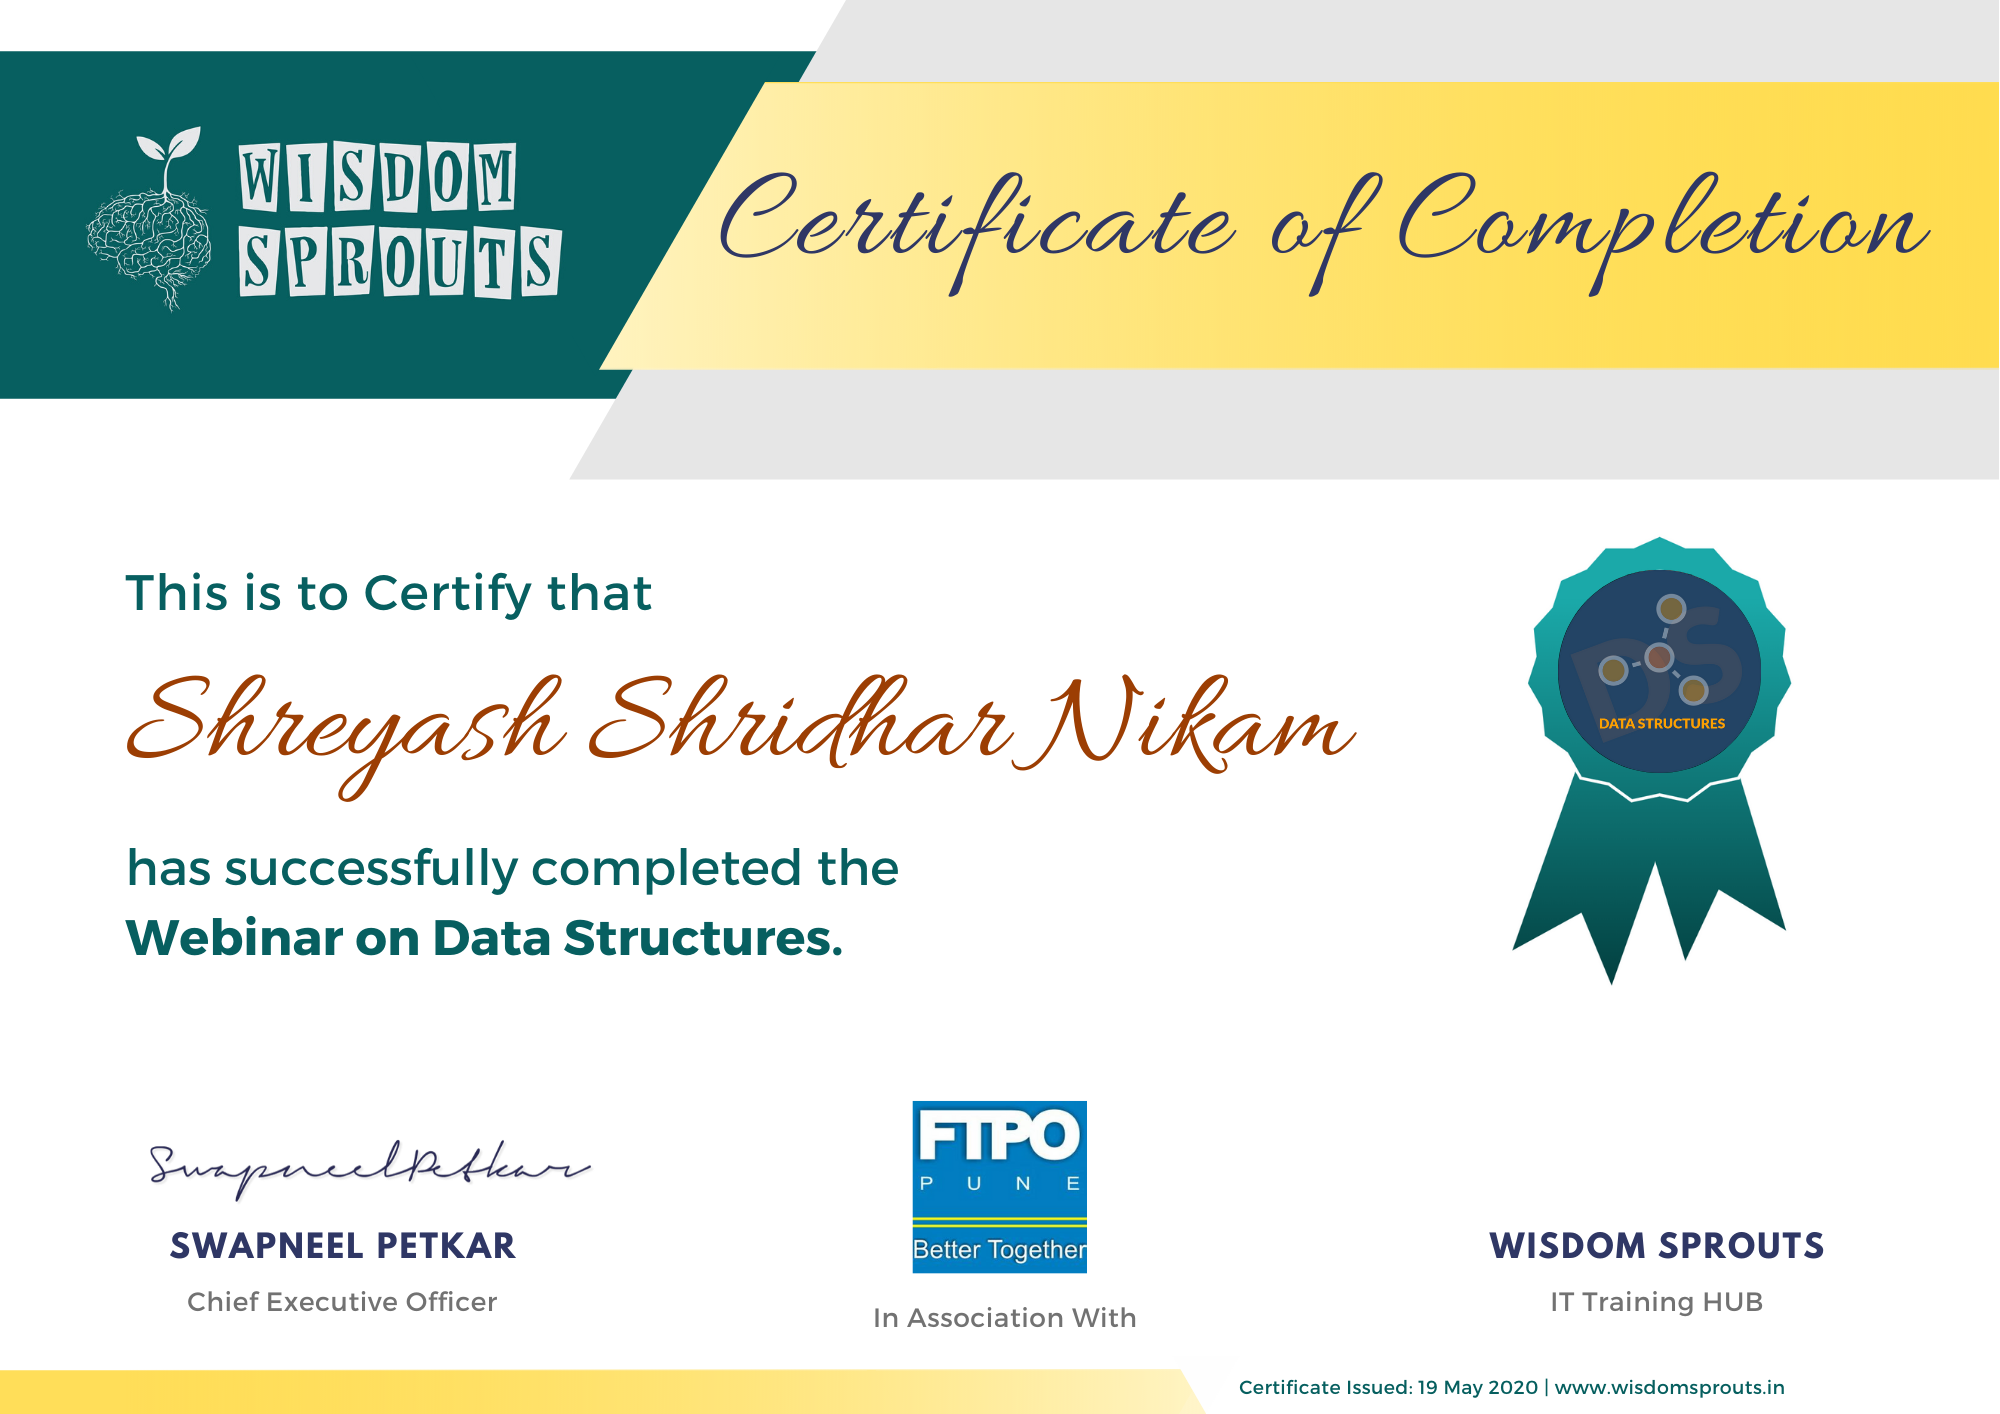 WISDOM
SPROUTS
Certificate of Completion
This is to Certify that
Shreyash Shridhar Nikam
has successfully completed the
Webinar on Data Structures.
DS
DATA STRUCTURES
SwapneelPetkar
SWAPNEEL PETKAR
Chief Executive Officer
FTPO
PUNE
Better Together
In Association With
WISDOM SPROUTS
IT Training HUB
Certificate Issued: 19 May 2020 | www.wisdomsprouts.in